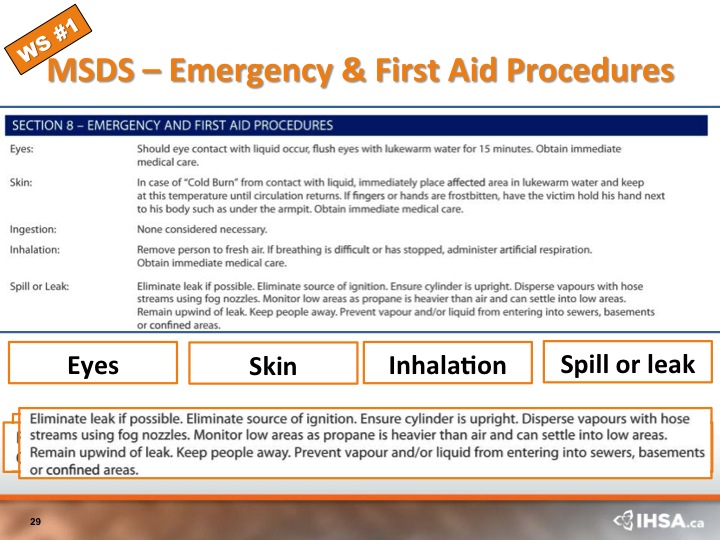 WS #1
MSDS – Emergency & First Aid Procedures
SECTION 8 – EMERGENCY AND FIRST AID PROCEDURES
Eyes: Should eye contact with liquid occur, flush eyes with lukewarm water for 15 minutes. Obtain immediate
medical care.
Skin: In case of “Cold Burn” from contact with liquid, immediately place affected area in lukewarm water and keep
at this temperature until circulation returns. If fingers or hands are frostbitten, have the victim hold his hand next
to his body such as under the armpit. Obtain immediate medical care.
Ingestion: None considered necessary.
Inhalation: Remove person to fresh air. If breathing is difficult or has stopped, administer artificial respiration.
Obtain immediate medical care.
Spill or Leak: Eliminate leak if possible. Eliminate source of ignition. Ensure cylinder is upright. Disperse vapours with hose
streams using fog nozzles. Monitor low areas as propane is heavier than air and can settle into low areas.
Remain upwind of leak. Keep people away. Prevent vapour and/or liquid from entering into sewers, basements
or confined areas.
Eyes Skin Inhalation Spill or leak
Eliminate leak if possible. Eliminate source of ignition. Ensure cylinder is upright. Disperse vapours with hose
streams using fog nozzles. Monitor low areas as propane is heavier than air and can settle into low areas.
Remain upwind of leak. Keep people away. Prevent vapour and/or liquid from entering into sewers, basements
or confined areas.
29
IHSA.ca